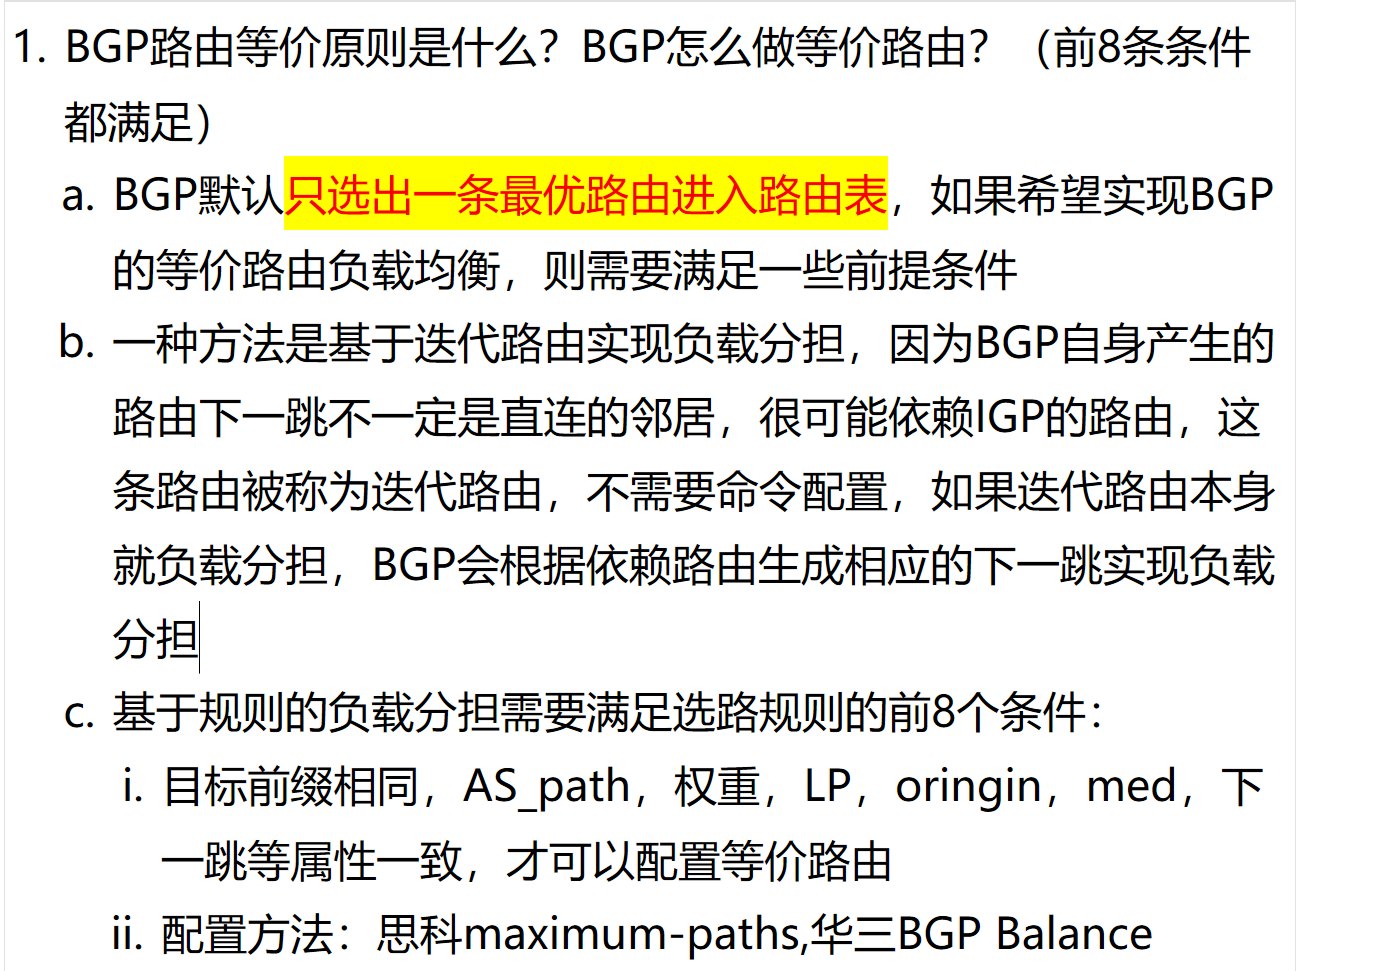 1. BGP路由等价原则是什么？BGP怎么做等价路由？（前8条条件
都满足）
a. BGP默认只选出一条最优路由进入路由表，如果希望实现BGP
的等价路由负载均衡，则需要满足一些前提条件
b. 一种方法是基于迭代路由实现负载分担，因为BGP自身产生的
路由下一跳不一定是直连的邻居，很可能依赖IGP的路由，这
条路由被称为迭代路由，不需要命令配置，如果迭代路由本身
就负载分担，BGP会根据依赖路由生成相应的下一跳实现负载
分担
c. 基于规则的负载分担需要满足选路规则的前8个条件：
i. 目标前缀相同，AS_path，权重，LP，oringin，med，下
一跳等属性一致，才可以配置等价路由
ii. 配置方法：思科maximum-paths,华三BGP Balance